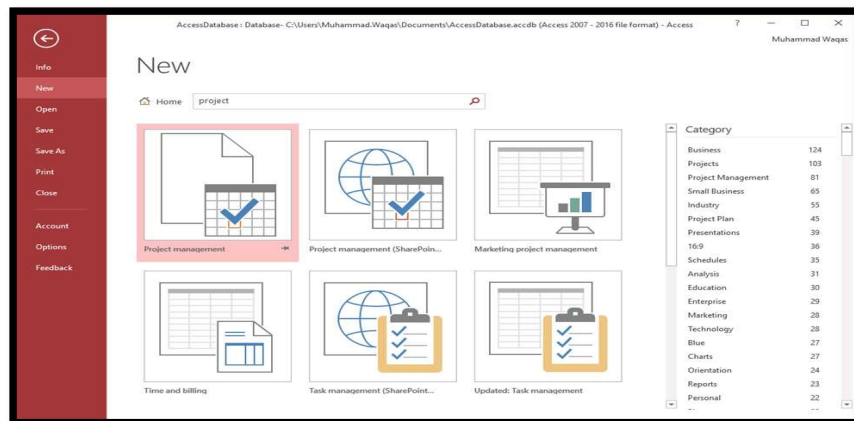 AccessDatabase : Database- C:\Users\Muhammad.Waqas\Documents\AccessDatabase.accdb (Access 2007 - 2016 file format) - Access
?
Muhammad Waqas
Info
New
Open
Save
Save As
Print
Close
Account
Options
Feedback
New
Home
project
Project management
Project management (SharePoin...
Marketing project management
Time and billing
Task management (SharePoint...
Updated: Task management
Category
Business 124
Projects 103
Project Management 81
Small Business 65
Industry 55
Project Plan 45
Presentations 39
16:9 36
Schedules 35
Analysis 31
Education 30
Enterprise 29
Marketing 28
Technology 28
Blue 27
Charts 27
Orientation 24
Reports 23
Personal 22